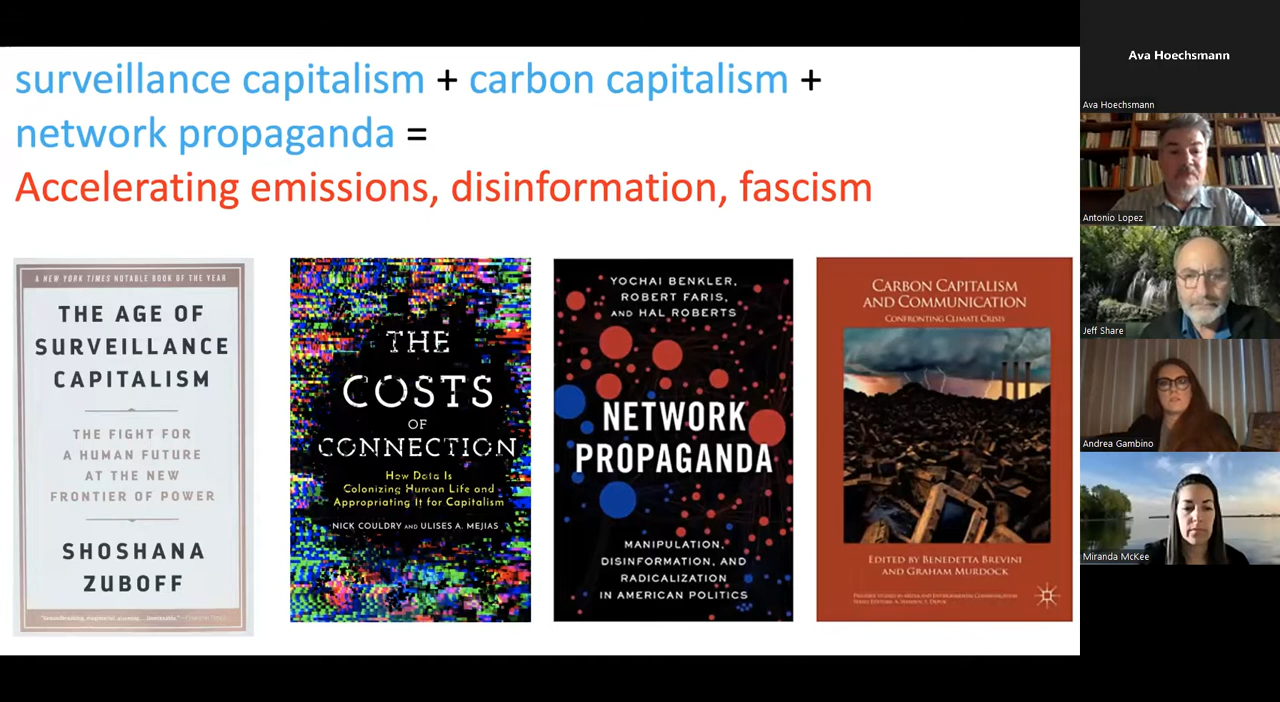 surveillance capitalism + carbon capitalism +
network propaganda =
Accelerating emissions, disinformation, fascism
A NEW YORK TIMES NOTABLE BOOK OF THE YEAR
THE AGE OF
SURVEILLANCE
CAPITALISM
THE FIGHT FOR
A HUMAN FUTURE
AT THE NEW
FRONTIER OF POWER
SHOSHANA
ZUBOFF
THE
COSTS
OF
CONNECTION
How Data Is
Colonizing Human Life and
Appropriating It for Capitalism
NICK COULDRY AND ULISES A. MEJIAS
YOCHAI BENKLER,
ROBERT FARIS,
AND HAL ROBERTS
NETWORK
PROPAGANDA
MANIPULATION,
DISINFORMATION, AND
RADICALIZATION
IN AMERICAN POLITICS
CARBON CAPITALISM
AND COMMUNICATION
CONFRONTING CLIMATE CRISIS
EDITED BY BENEDETTA BREVINI
AND GRAHAM MURDOCK
Ava Hoechsmann
Ava Hoechsmann
Antonio Lopez
Jeff Share
Andrea Gambino
Miranda McKee